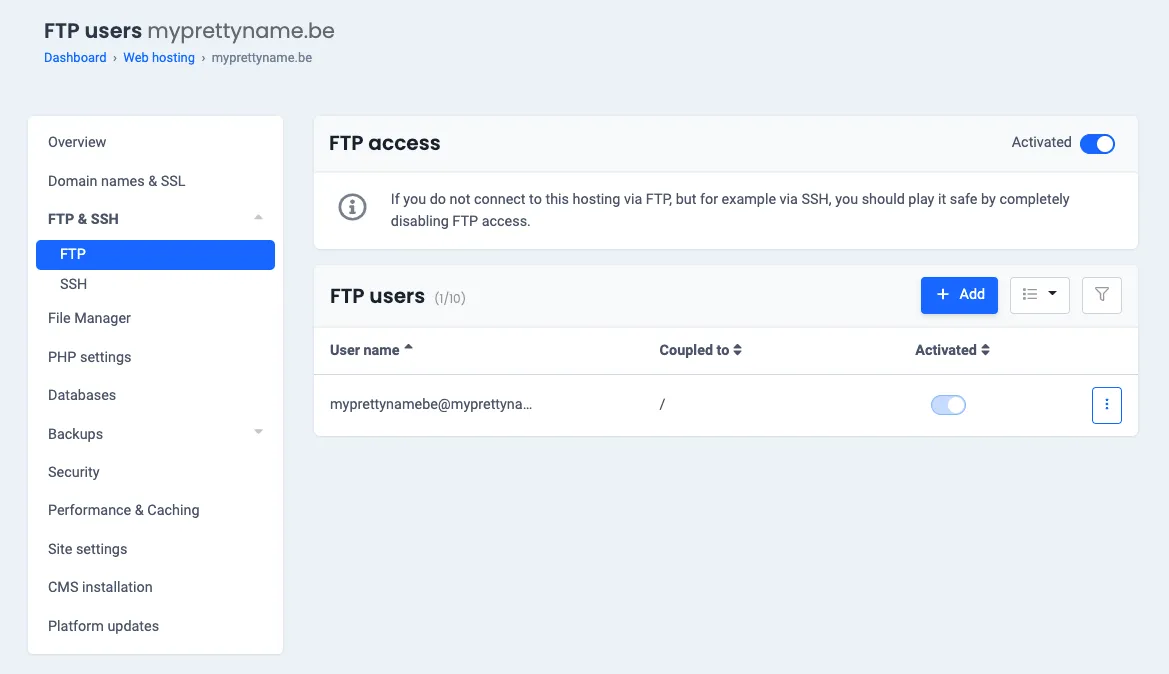 FTP users myprettyname.be
Dashboard › Web hosting › myprettyname.be
Overview
Domain names & SSL
FTP & SSH
FTP
SSH
File Manager
PHP settings
Databases
Backups
Security
Performance & Caching
Site settings
CMS installation
Platform updates
FTP access
Activated
If you do not connect to this hosting via FTP, but for example via SSH, you should play it safe by completely
disabling FTP access.
FTP users (1/10)
+ Add
User name Coupled to Activated
myprettynamebe@myprettyna... /